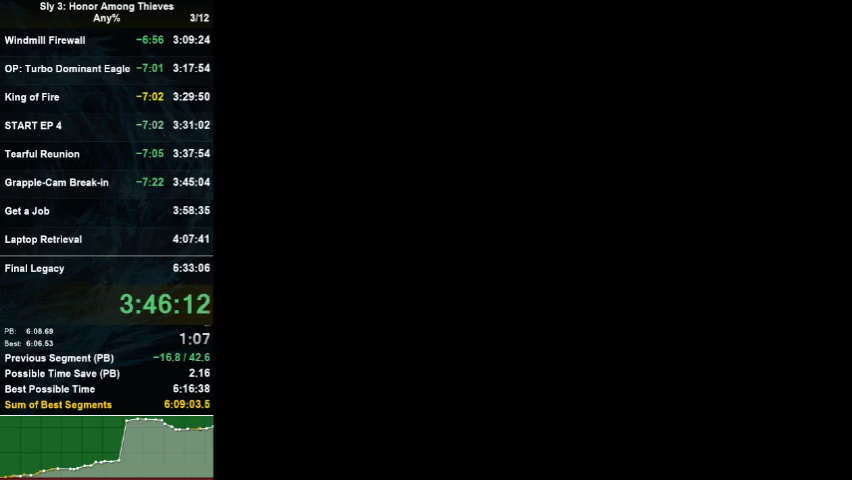 Sly 3: Honor Among Thieves
Any% 3/12
Windmill Firewall -6:56 3:09:24
OP: Turbo Dominant Eagle -7:01 3:17:54
King of Fire -7:02 3:29:50
START EP 4 -7:02 3:31:02
Tearful Reunion -7:05 3:37:54
Grapple-Cam Break-in -7:22 3:45:04
Get a Job 3:58:35
Laptop Retrieval 4:07:41
Final Legacy 6:33:06
3:46:12
PB: 6:08.69
Best: 6:06.53
1:07
Previous Segment (PB) -16.8 / 42.6
Possible Time Save (PB) 2.16
Best Possible Time 6:16:38
Sum of Best Segments 6:09:03.5